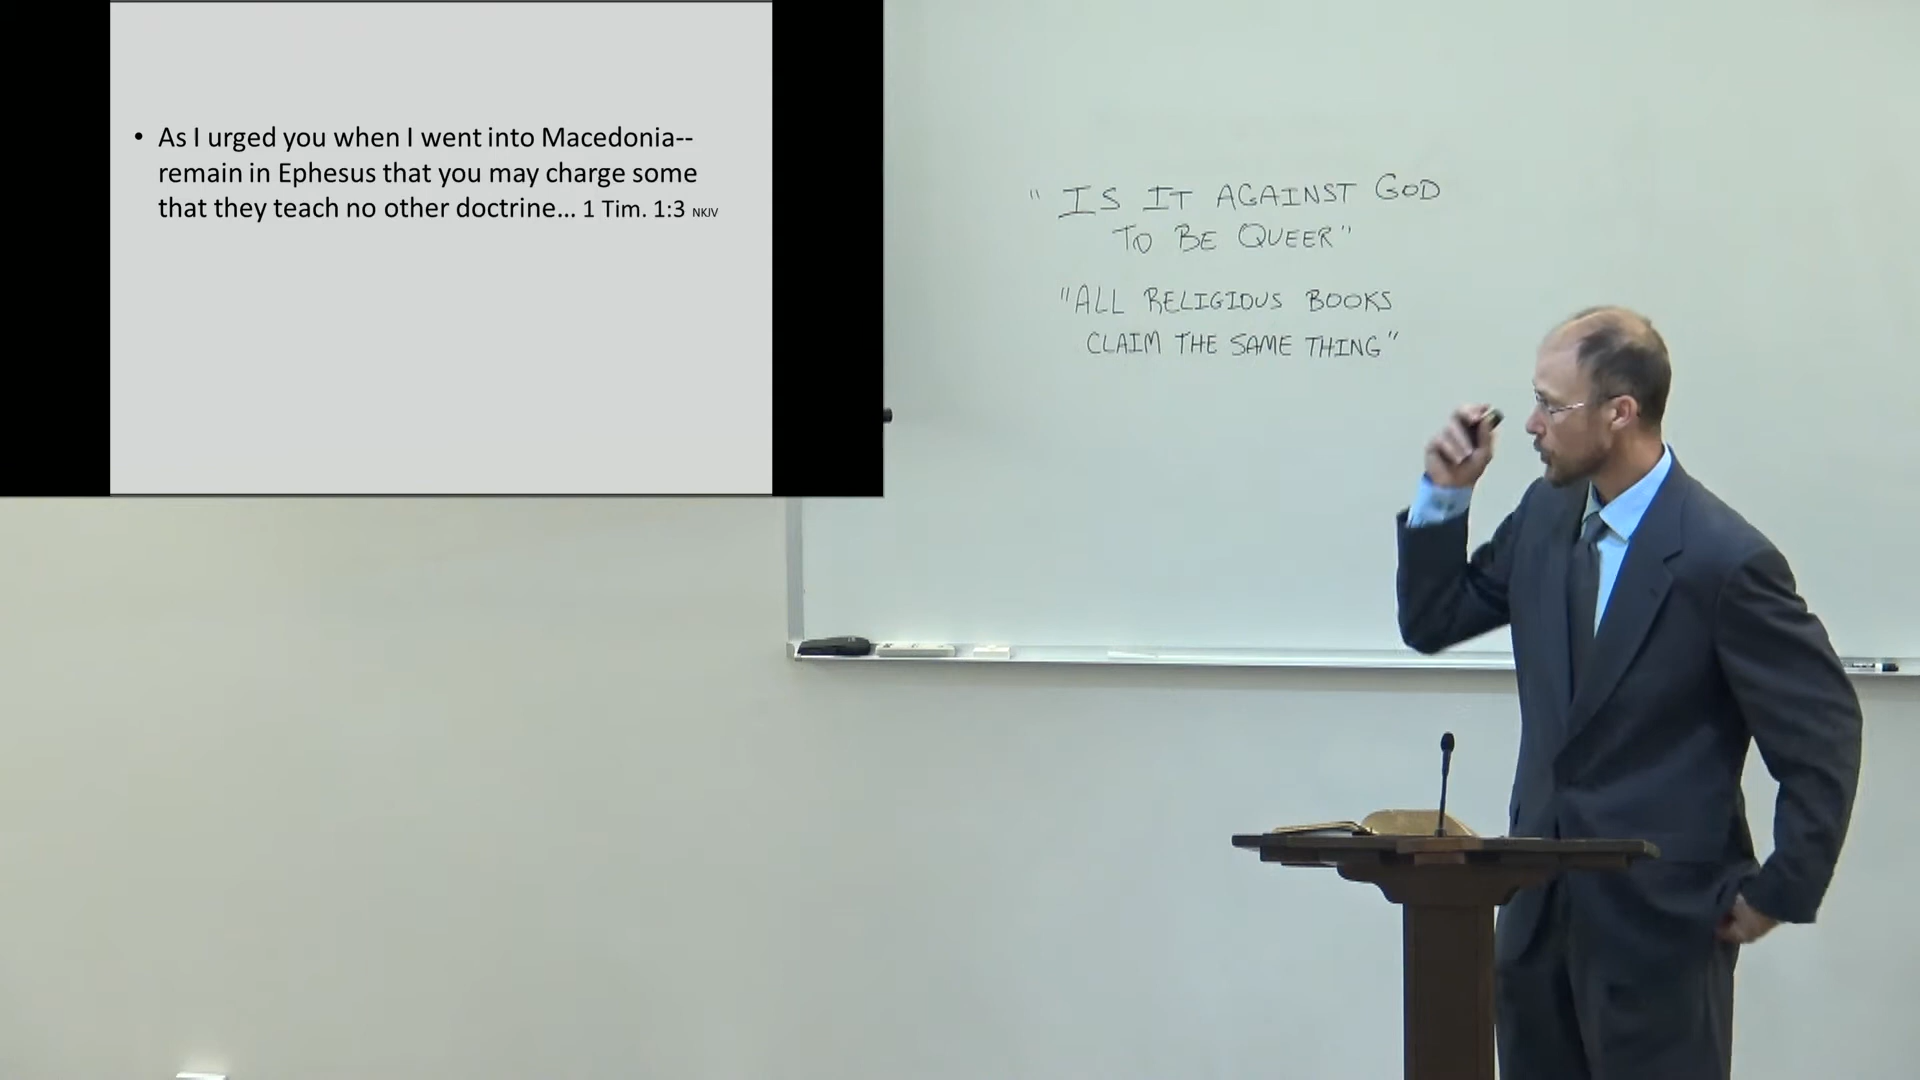 • As I urged you when I went into Macedonia--
remain in Ephesus that you may charge some
that they teach no other doctrine... 1 Tim. 1:3 NKJV
" IS IT AGAINST GOD
TO BE QUEER"
"ALL RELIGIOUS BOOKS
CLAIM THE SAME THING"